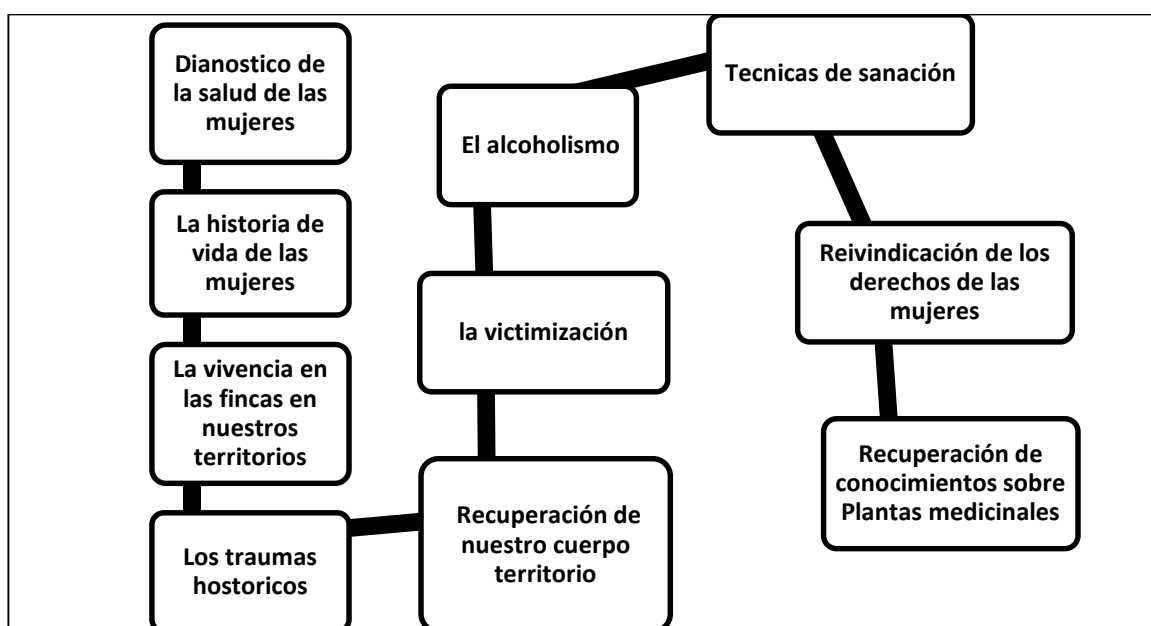 Dianostico de
la salud de las
mujeres
La historia de
vida de las
mujeres
La vivencia en
las fincas en
nuestros
territorios
Los traumas
hostoricos
Recuperación de
nuestro cuerpo
territorio
la victimización
El alcoholismo
Tecnicas de sanación
Reivindicación de los
derechos de las
mujeres
Recuperación de
conocimientos sobre
Plantas medicinales